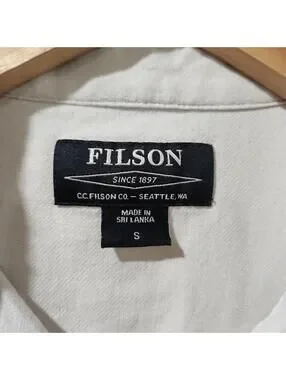 FILSON
SINCE 1897
C.C. FILSON CO. – SEATTLE, WA
MADE IN
SRI LANKA
S